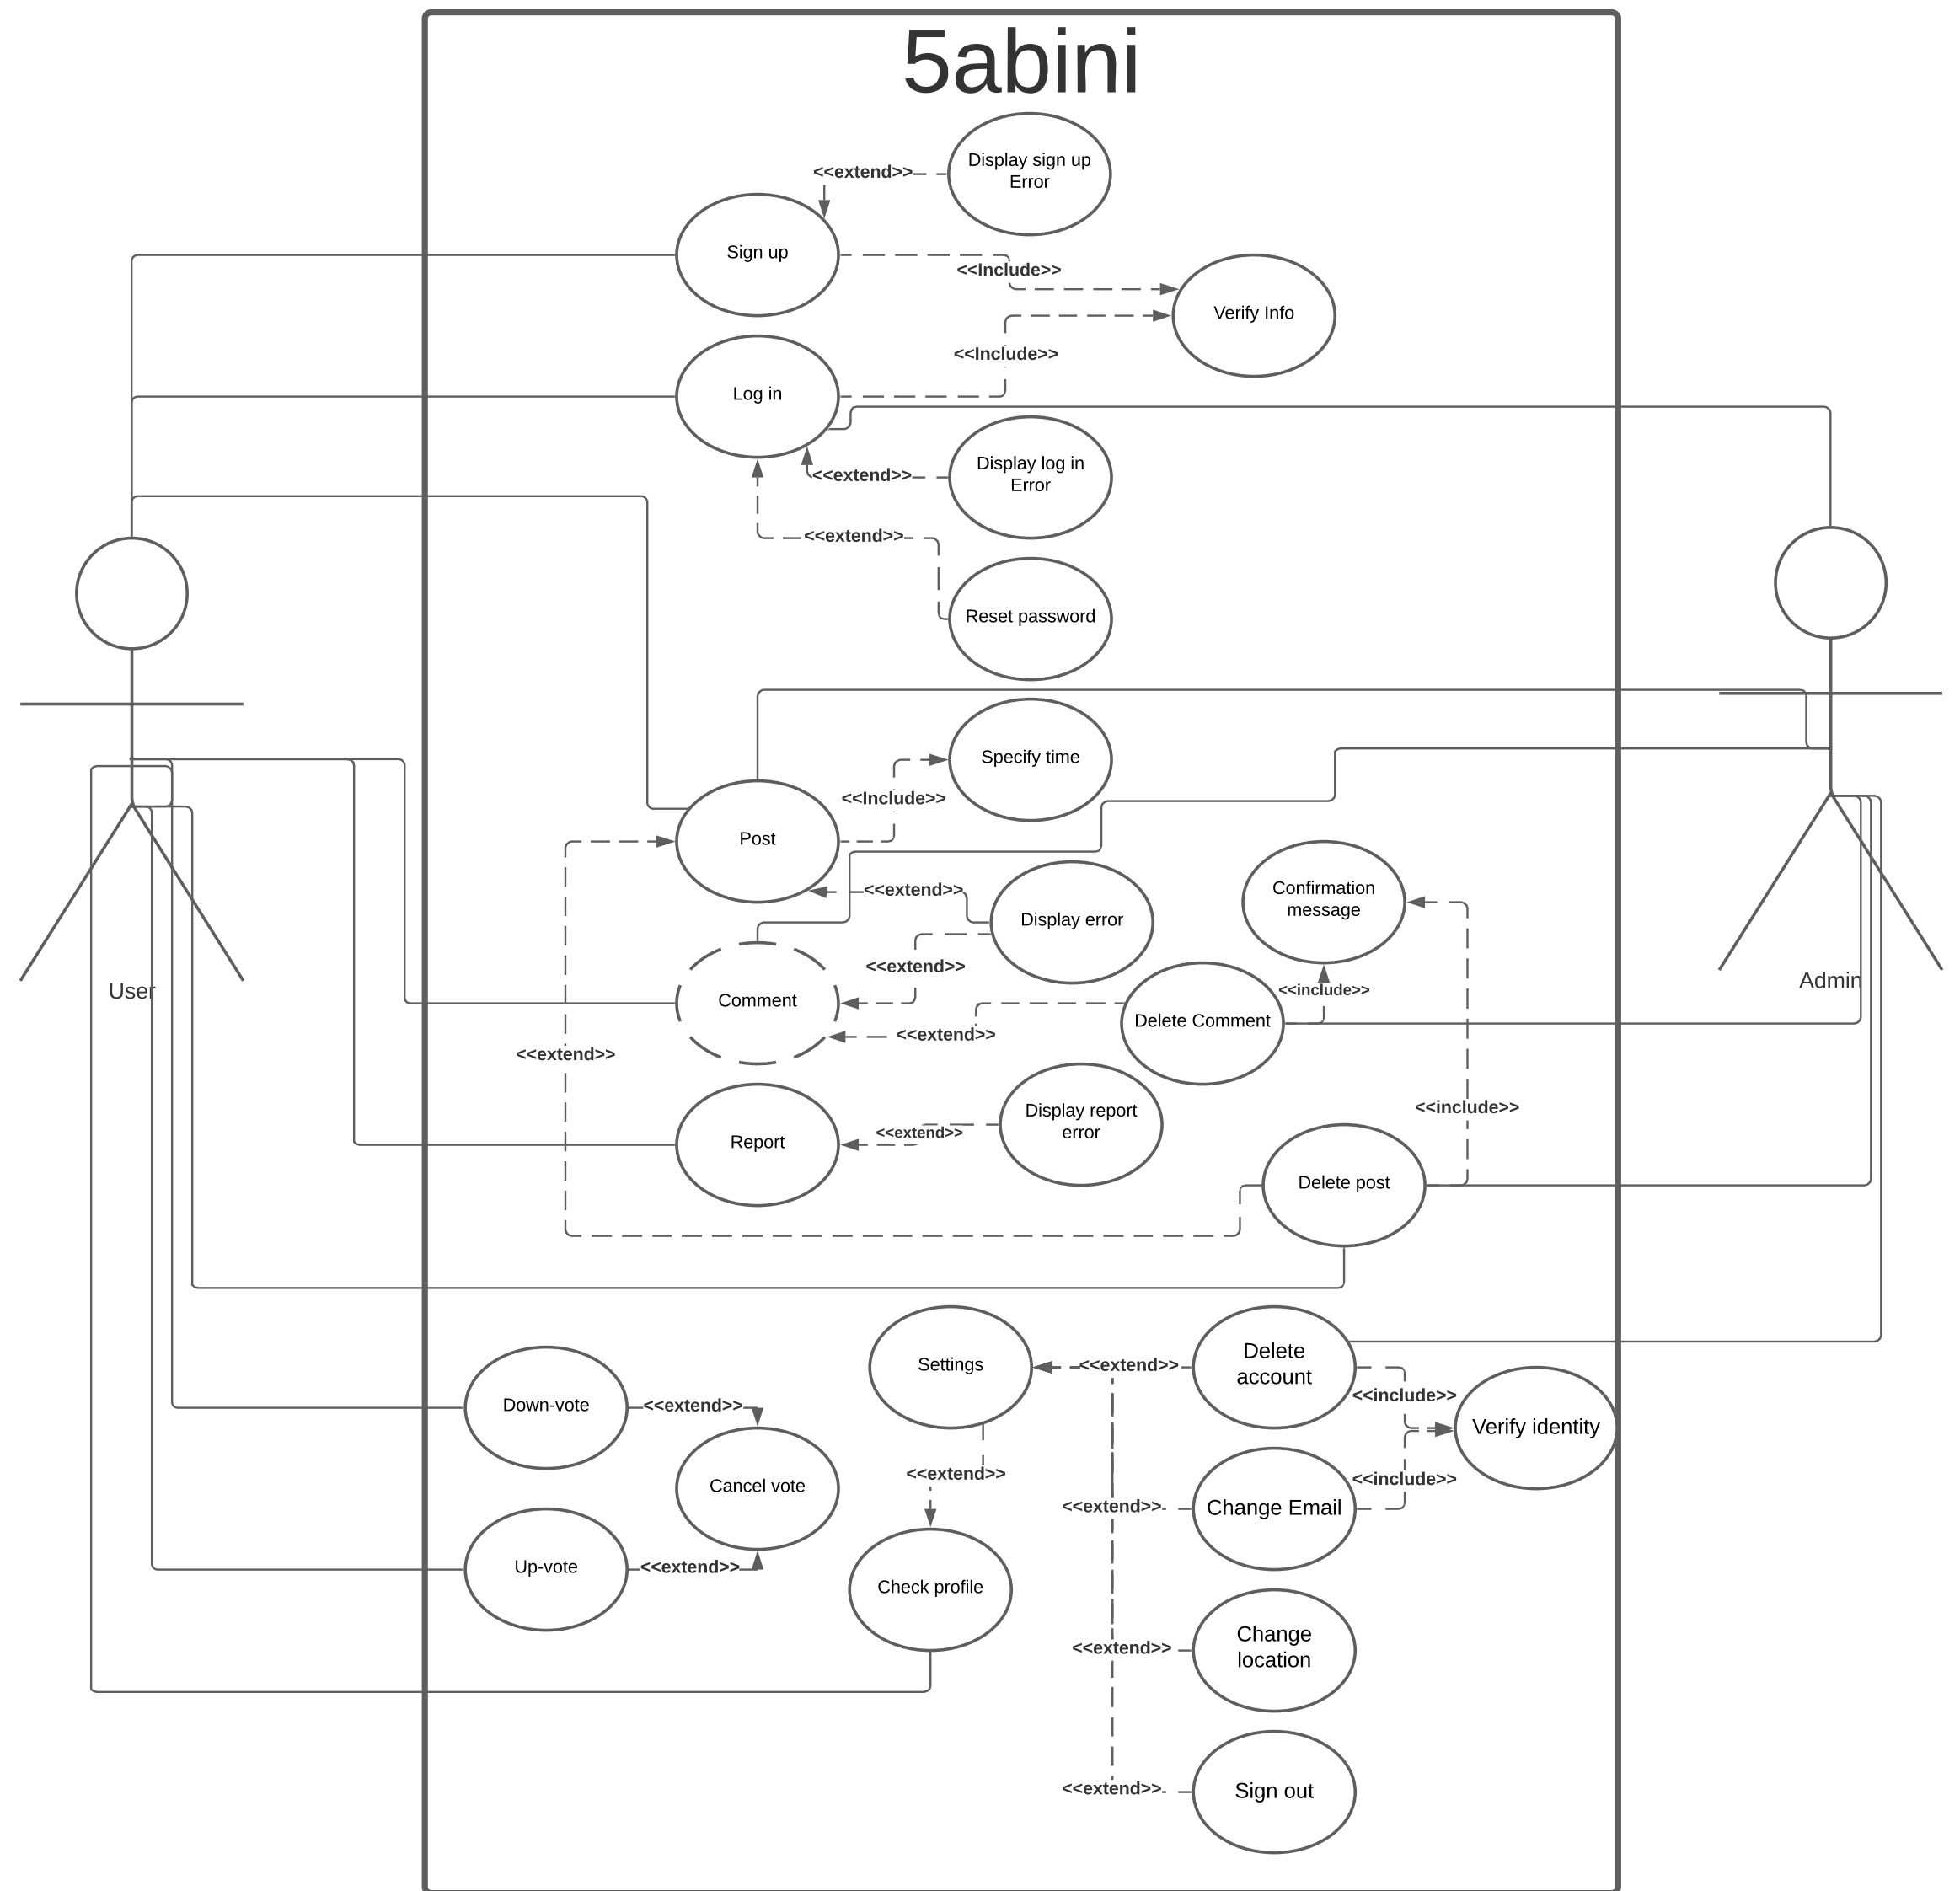 5abini
Display sign up
Error
<<extend>>
Sign up
<<Include>>
Verify Info
<<Include>>
Log in
Display log in
Error
<<extend>>
<<extend>>
Reset password
Specify time
<<Include>>
Post
Confirmation
message
<<extend>>
Display error
<<extend>>
User
Admin
<<include>>
Comment
Delete Comment
<<extend>>
<<extend>>
Display report
error
<<include>>
<<extend>>
Report
Delete post
Settings
<<extend>>
Delete
account
<<include>>
Down-vote
<<extend>>
Verify identity
<<extend>>
<<include>>
Cancel vote
<<extend>>
Change Email
Up-vote
<<extend>>
Check profile
Change
location
<<extend>>
<<extend>>
Sign out